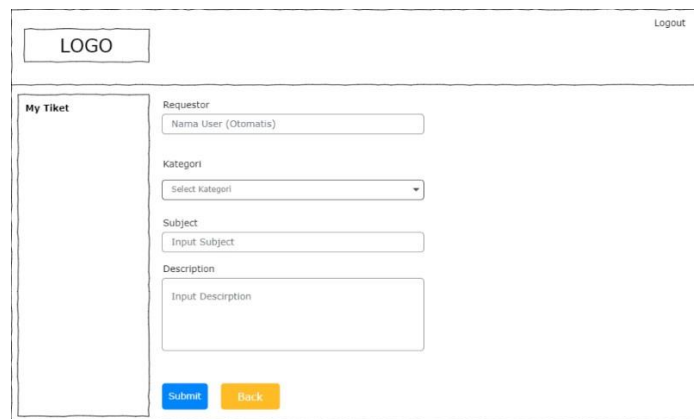 Logout
LOGO
My Tiket
Requestor
Nama User (Otomatis)
Kategori
Select Kategori
Subject
Input Subject
Description
Input Descirption
Submit
Back